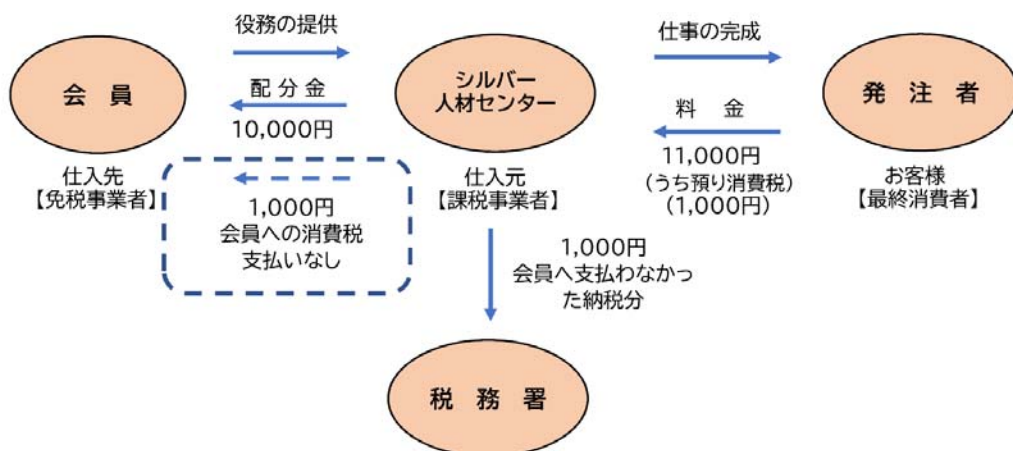 役務の提供
仕事の完成
会 員
シルバー
人材センター
発 注 者
配 分 金
10,000円
料 金
11,000円
(うち預り消費税)
(1,000円)
仕入先
【免税事業者】
仕入元
【課税事業者】
お客様
【最終消費者】
1,000円
会員への消費税
支払いなし
1,000円
会員へ支払わなかっ
た納税分
税 務 署